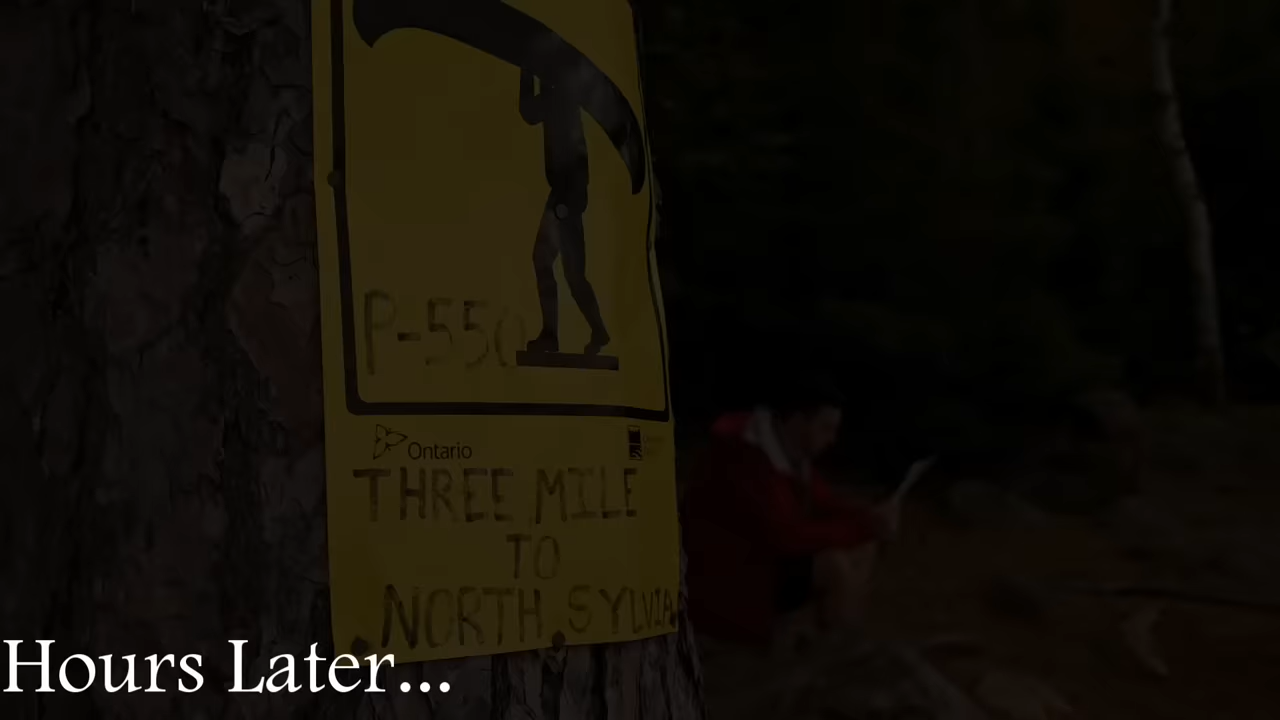 P-550
Ontario
THREE MILE
TO
NORTH SYLVIA
Hours Later...